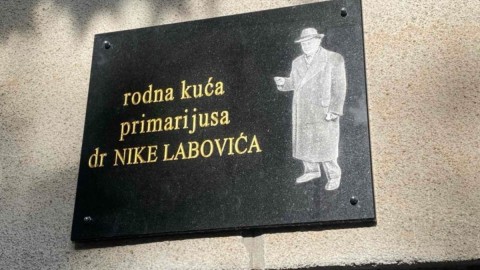 rodna kuća
primarijusa
dr NIKE LABOVIĆA